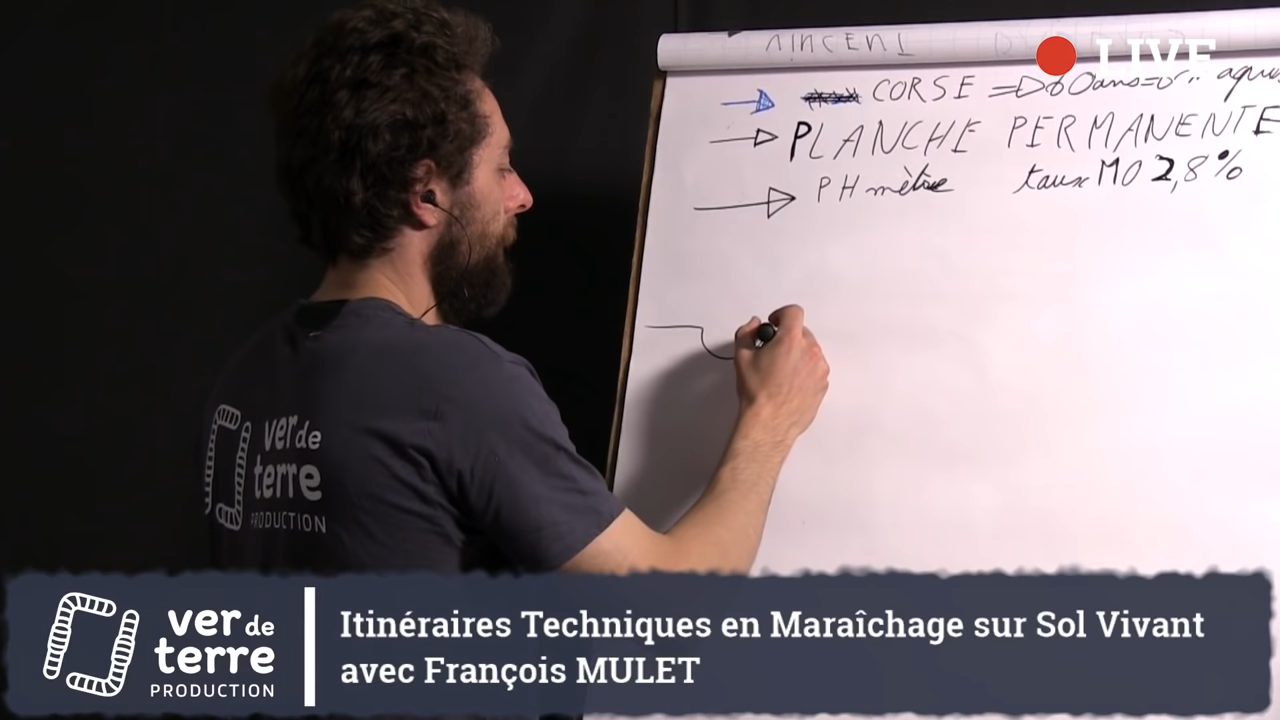 VINCENT
LIVE
CORSE
PLANCHE PERMANENTE
PH mètre taux MO 2,8%
ver de
terre
PRODUCTION
ver de
terre
PRODUCTION
Itinéraires Techniques en Maraîchage sur Sol Vivant
avec François MULET